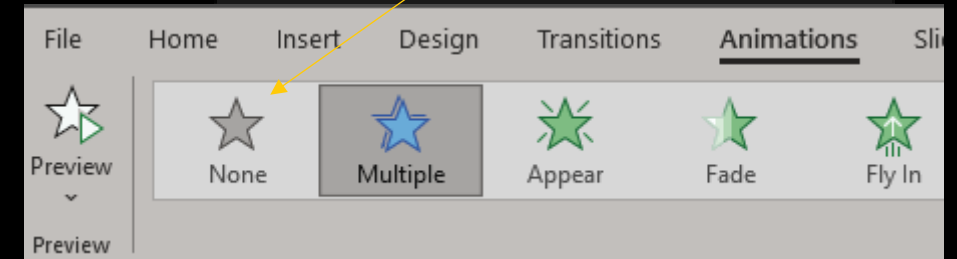 File Home Insert Design Transitions Animations
Preview None Multiple Appear Fade Fly In
Preview